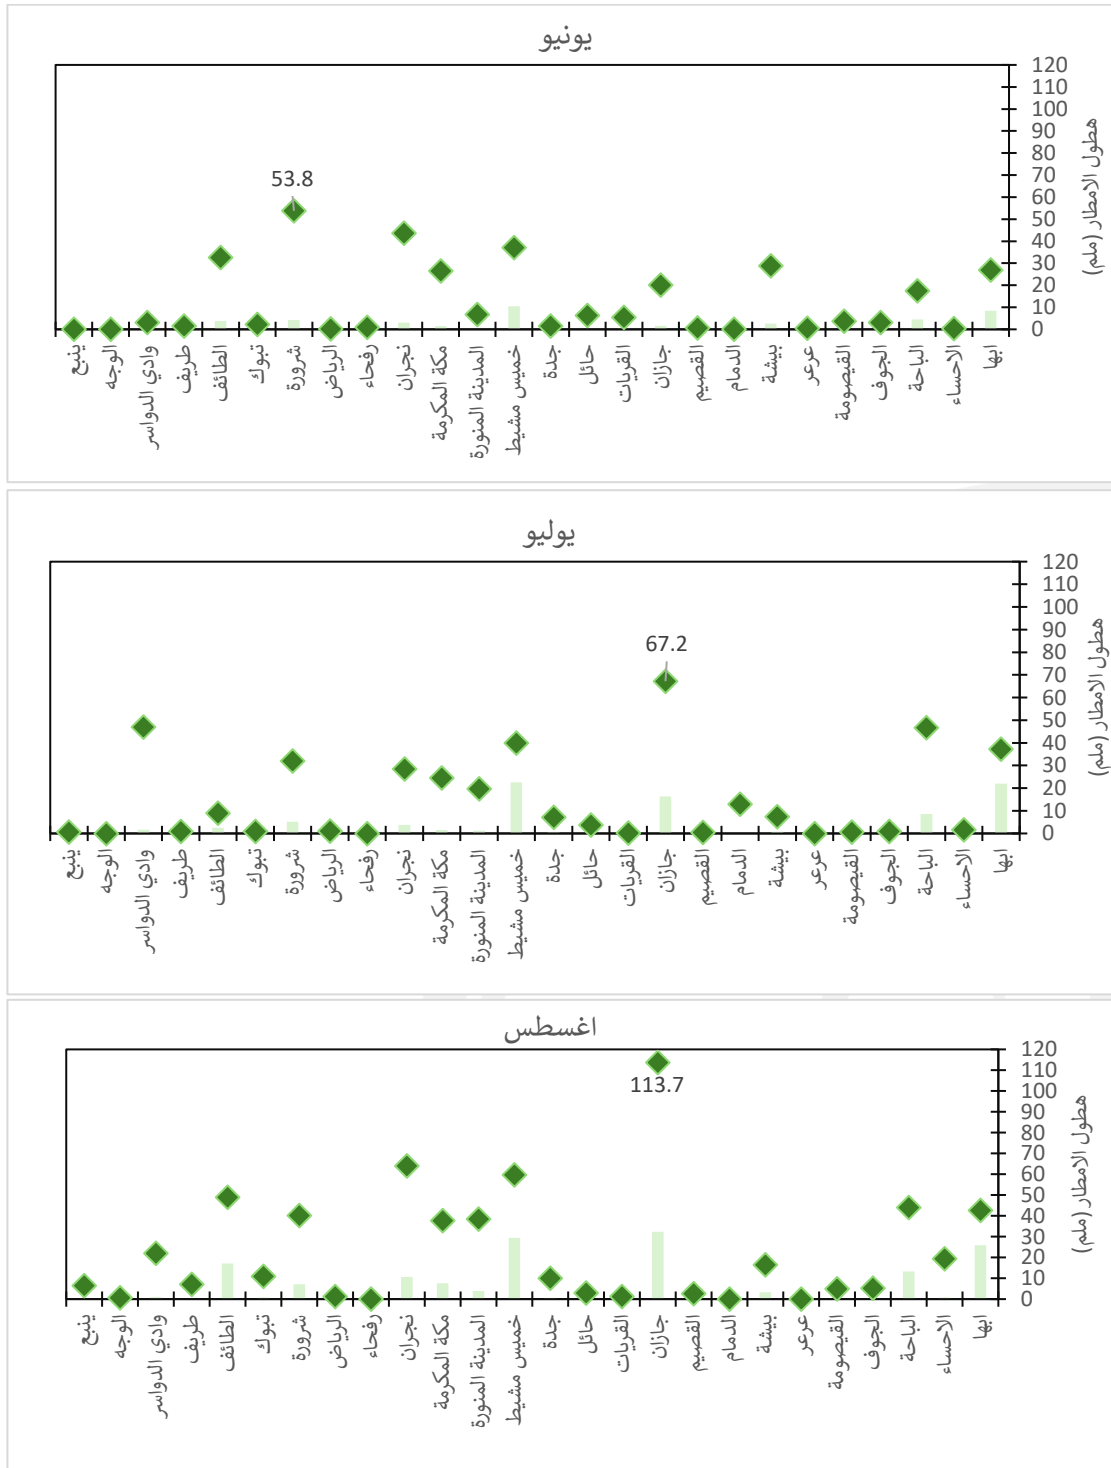 يونيو
120
110
100
90
80
70
60
50
40
30
20
10
0
هطول الامطار (ملم)
53.8
ابها
الاحساء
الباحة
الجوف
القيصومة
عرعر
بيشة
الدمام
القصيم
جازان
القريات
حائل
جدة
خميس مشيط
المدينة المنورة
مكة المكرمة
نجران
رفحاء
الرياض
شرورة
تبوك
الطائف
طريف
وادي الدواسر
الوجه
ينبع
يوليو
120
110
100
90
80
70
60
50
40
30
20
10
0
هطول الامطار (ملم)
67.2
ابها
الاحساء
الباحة
الجوف
القيصومة
عرعر
بيشة
الدمام
القصيم
جازان
القريات
حائل
جدة
خميس مشيط
المدينة المنورة
مكة المكرمة
نجران
رفحاء
الرياض
شرورة
تبوك
الطائف
طريف
وادي الدواسر
الوجه
ينبع
اغسطس
120
110
100
90
80
70
60
50
40
30
20
10
0
هطول الامطار (ملم)
113.7
ابها
الاحساء
الباحة
الجوف
القيصومة
عرعر
بيشة
الدمام
القصيم
جازان
القريات
حائل
جدة
خميس مشيط
المدينة المنورة
مكة المكرمة
نجران
رفحاء
الرياض
شرورة
تبوك
الطائف
طريف
وادي الدواسر
الوجه
ينبع